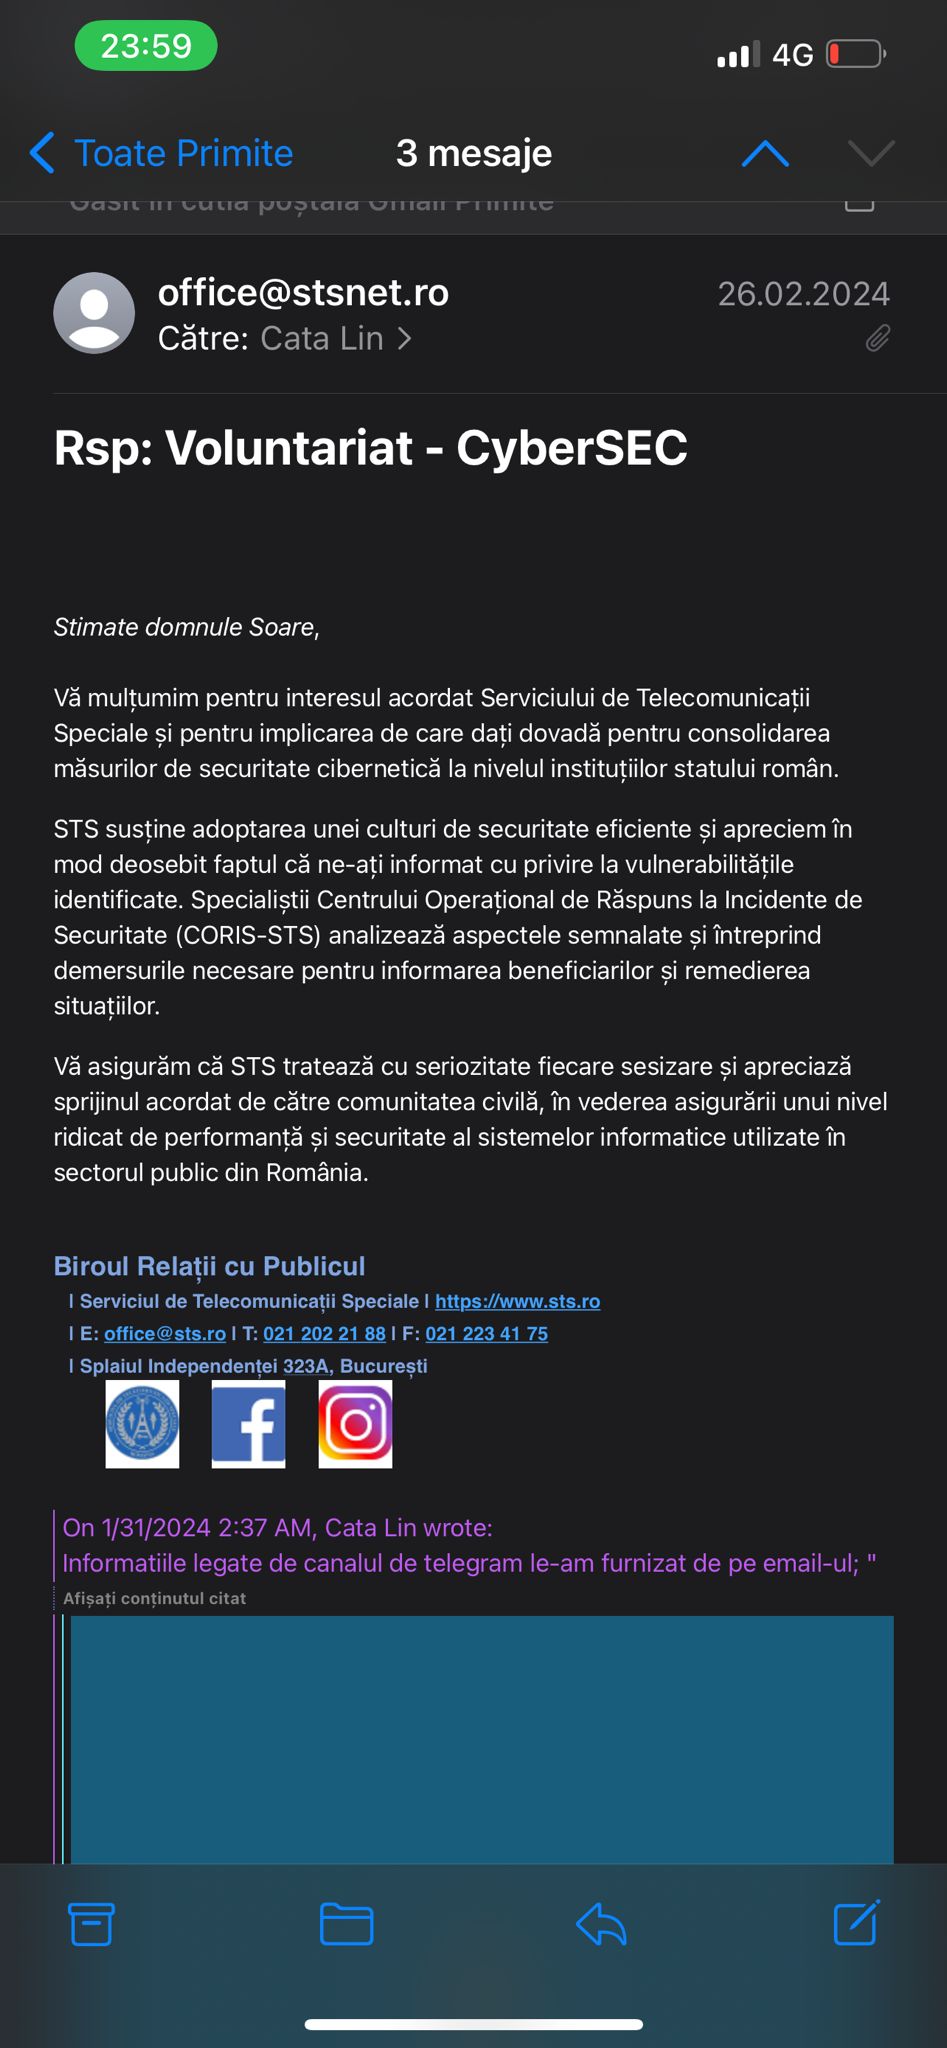 23:59
4G
Toate Primite
3 mesaje
Găsit în cutia poștală Gmail Primite
office@stsnet.ro
26.02.2024
Către: Cata Lin
Rsp: Voluntariat - CyberSEC
Stimate domnule Soare,
Vă mulțumim pentru interesul acordat Serviciului de Telecomunicații
Speciale și pentru implicarea de care dați dovadă pentru consolidarea
măsurilor de securitate cibernetică la nivelul instituțiilor statului român.
STS susține adoptarea unei culturi de securitate eficiente și apreciem în
mod deosebit faptul că ne-ați informat cu privire la vulnerabilitățile
identificate. Specialiștii Centrului Operațional de Răspuns la Incidente de
Securitate (CORIS-STS) analizează aspectele semnalate și întreprind
demersurile necesare pentru informarea beneficiarilor și remedierea
situațiilor.
Vă asigurăm că STS tratează cu seriozitate fiecare sesizare și apreciază
sprijinul acordat de către comunitatea civilă, în vederea asigurării unui nivel
ridicat de performanță și securitate al sistemelor informatice utilizate în
sectorul public din România.
Biroul Relații cu Publicul
| Serviciul de Telecomunicații Speciale | https://www.sts.ro
| E: office@sts.ro | T: 021 202 21 88 | F: 021 223 41 75
| Splaiul Independenței 323A, București
On 1/31/2024 2:37 AM, Cata Lin wrote:
Informatiile legate de canalul de telegram le-am furnizat de pe email-ul; "
Afișați conținutul citat